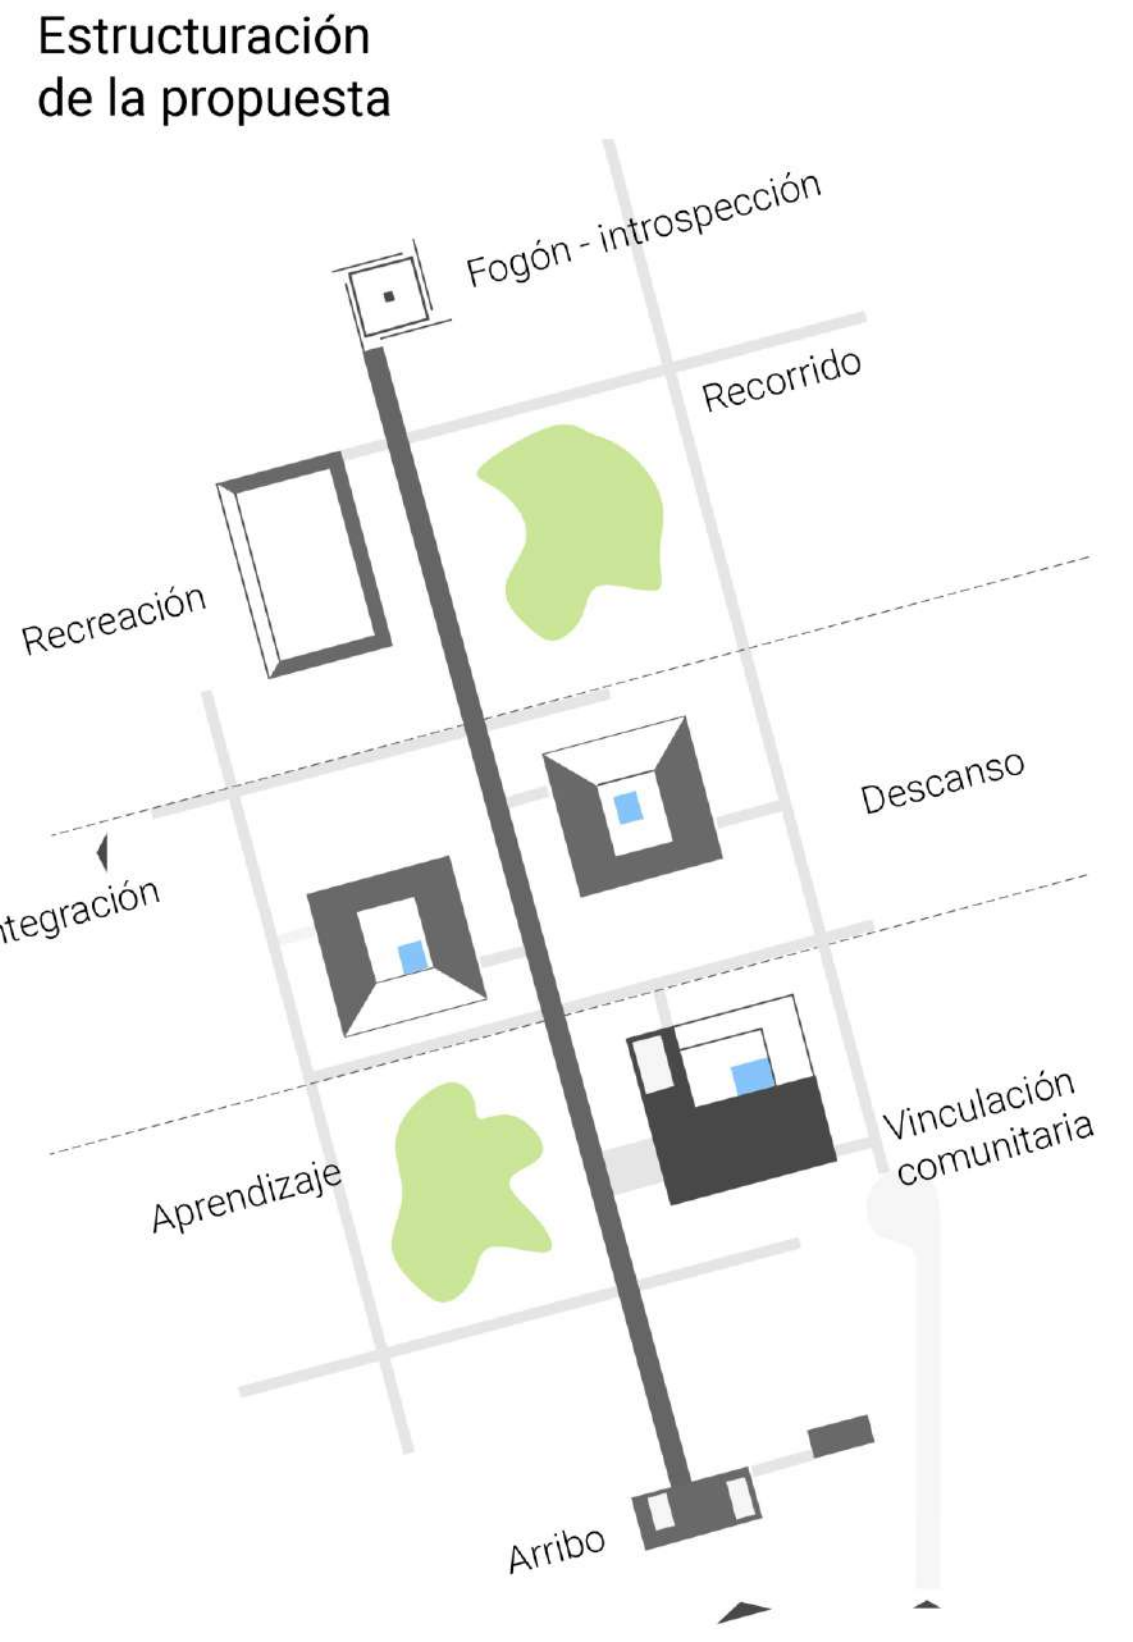 Estructuración
de la propuesta
Fogón - introspección
Recorrido
Recreación
Descanso
ntegración
Vinculación
comunitaria
Aprendizaje
Arribo